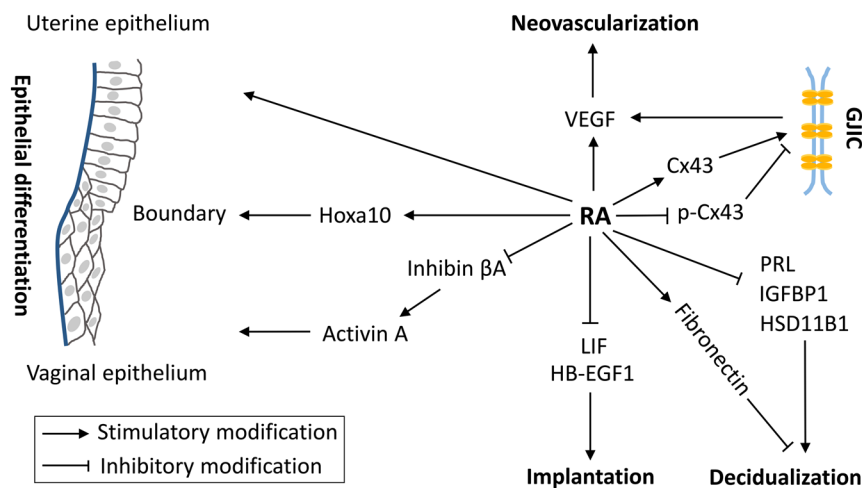 Uterine epithelium
Neovascularization
Epithelial differentiation
VEGF
GJIC
Cx43
Boundary
Hoxa10
RA
p-Cx43
Inhibin βA
PRL
IGFBP1
HSD11B1
Activin A
Fibronectin
LIF
HB-EGF1
Vaginal epithelium
Stimulatory modification
Inhibitory modification
Implantation
Decidualization